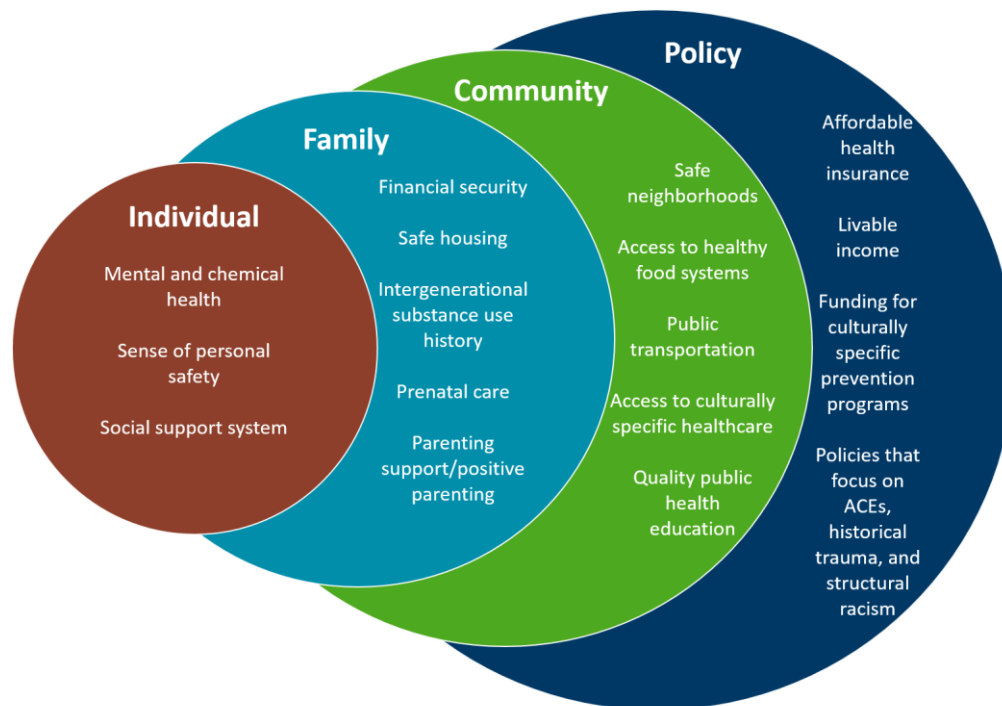 Individual
Mental and chemical
health
Sense of personal
safety
Social support system
Family
Financial security
Safe housing
Intergenerational
substance use
history
Prenatal care
Parenting
support/positive
parenting
Community
Safe
neighborhoods
Access to healthy
food systems
Public
transportation
Access to culturally
specific healthcare
Quality public
health
education
Policy
Affordable
health
insurance
Livable
income
Funding for
culturally
specific
prevention
programs
Policies that
focus on
ACEs,
historical
trauma, and
structural
racism